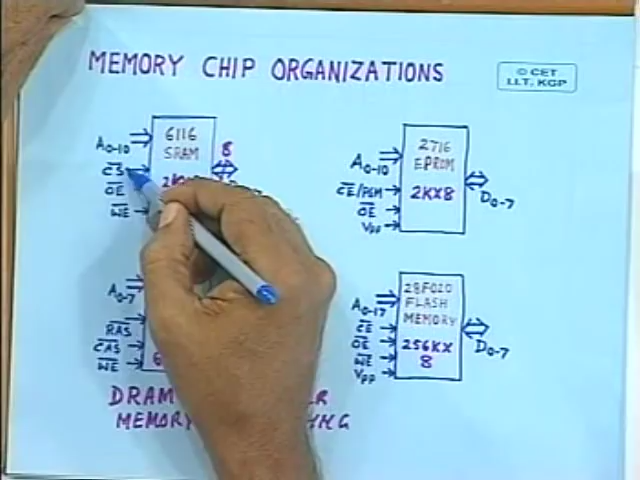 MEMORY CHIP ORGANIZATIONS
© CET
I.I.T. KGP
6116
SRAM
8
A0-10
CS
OE
WE
2716
EPROM
2KX8
A0-10
CE/PGM
OE
VPP
D0-7
A0-7
RAS
CAS
WE
28F020
FLASH
MEMORY
256KX
8
A0-17
CE
OE
WE
VPP
D0-7
DRAM